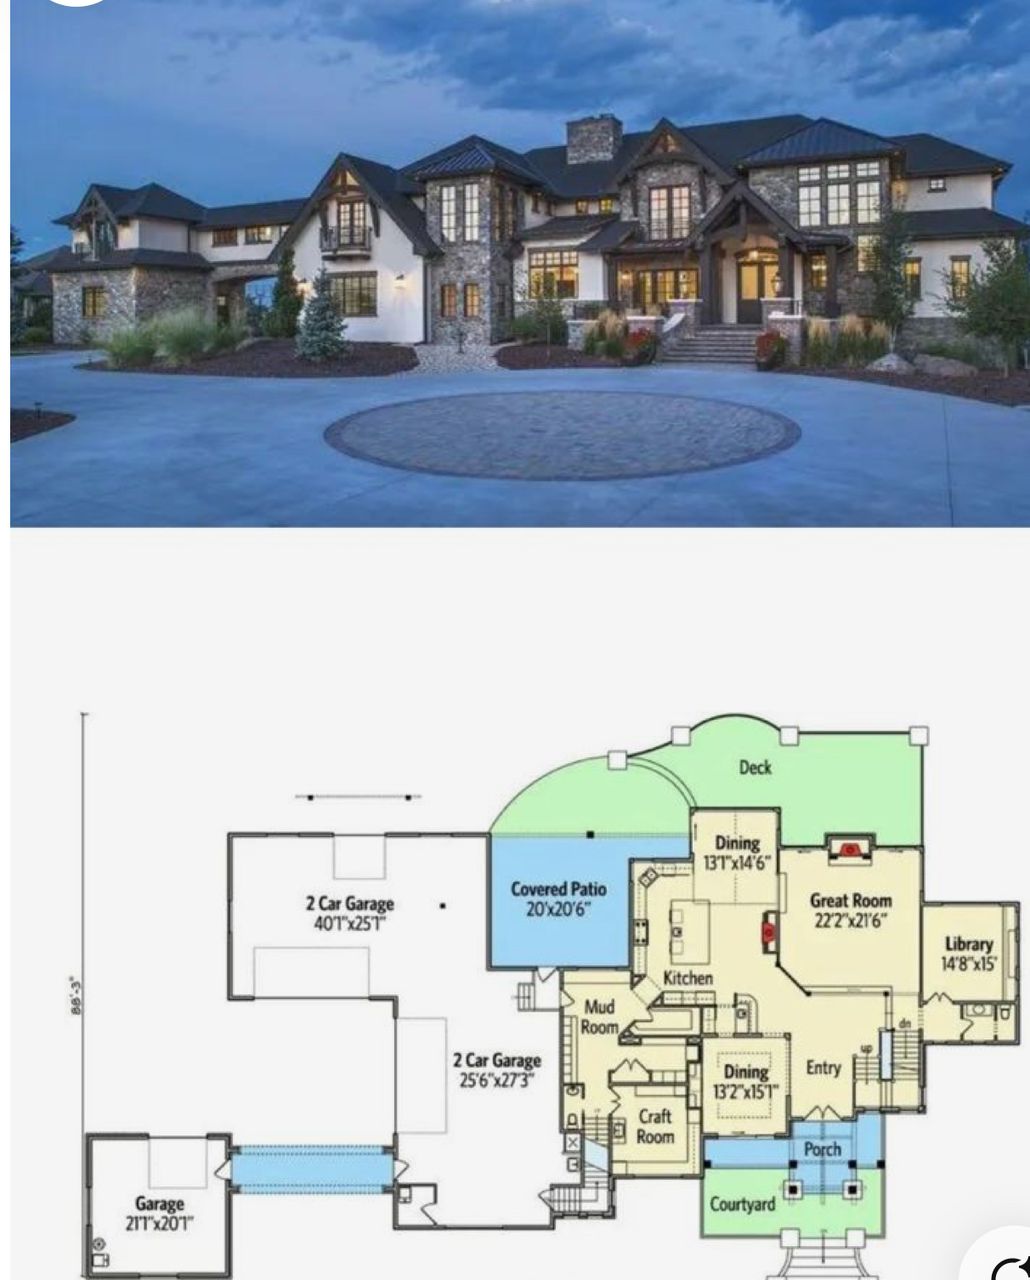 Deck
Dining
13'1"x14'6"
Covered Patio
20'x20'6"
2 Car Garage
40'1"x25'1"
Great Room
22'2"x21'6"
Library
14'8"x15'
Kitchen
88'-3"
Mud
Room
dn
up
2 Car Garage
25'6"x27'3"
Dining
13'2"x15'1"
Entry
Craft
Room
Porch
Garage
21'1"x20'1"
Courtyard